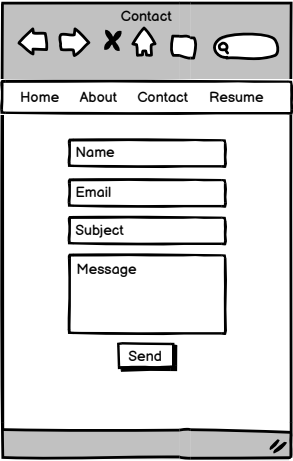 Contact
Home About Contact Resume
Name
Email
Subject
Message
Send